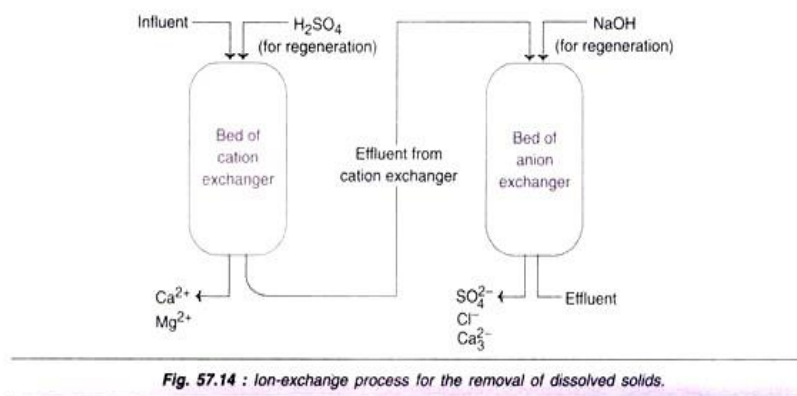 Influent
H₂SO₄
(for regeneration)
NaOH
(for regeneration)
Bed of
cation
exchanger
Effluent from
cation exchanger
Bed of
anion
exchanger
Ca²⁺
Mg²⁺
SO₄²⁻
Cl⁻
Ca₃²⁻
Effluent
Fig. 57.14 : Ion-exchange process for the removal of dissolved solids.